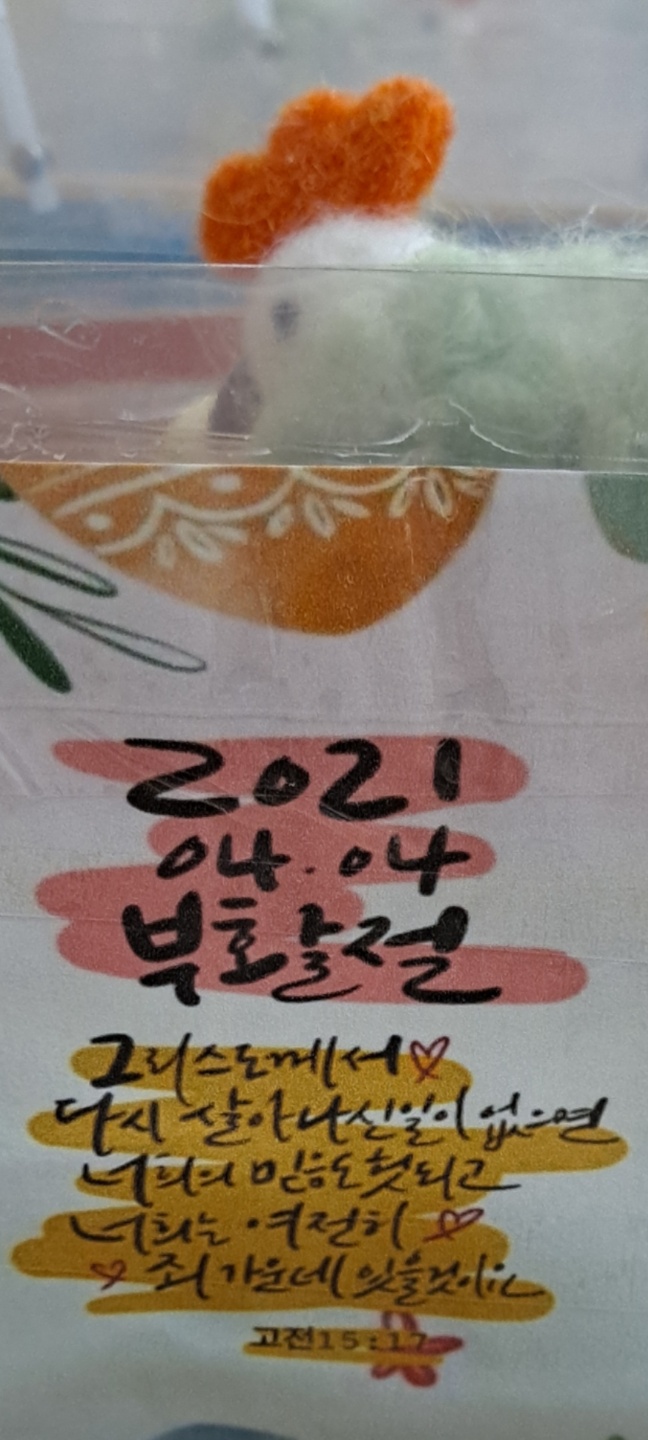 2021
04.04
부활절
그리스도께서
다시 살아나신일이 없으면
너희의 믿음도 헛되고
너희는 여전히
죄 가운데 있을것이요
고전15:17